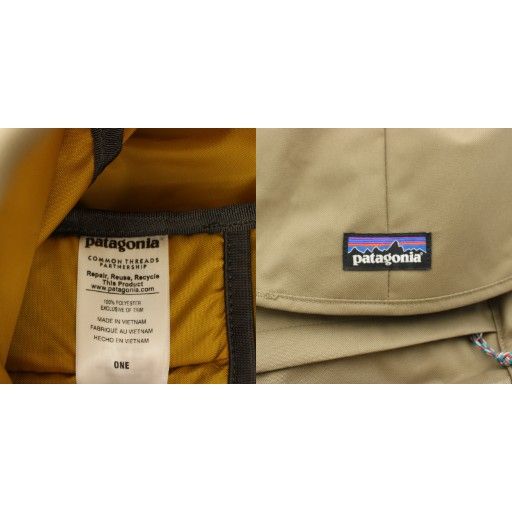 patagonia
COMMON THREADS
PARTNERSHIP
Repair, Reuse, Recycle
This Product
www.patagonia.com
100% POLYESTER
EXCLUSIVE OF TRIM
MADE IN VIETNAM
FABRIQUÉ AU VIETNAM
HECHO EN VIETNAM
ONE
patagonia